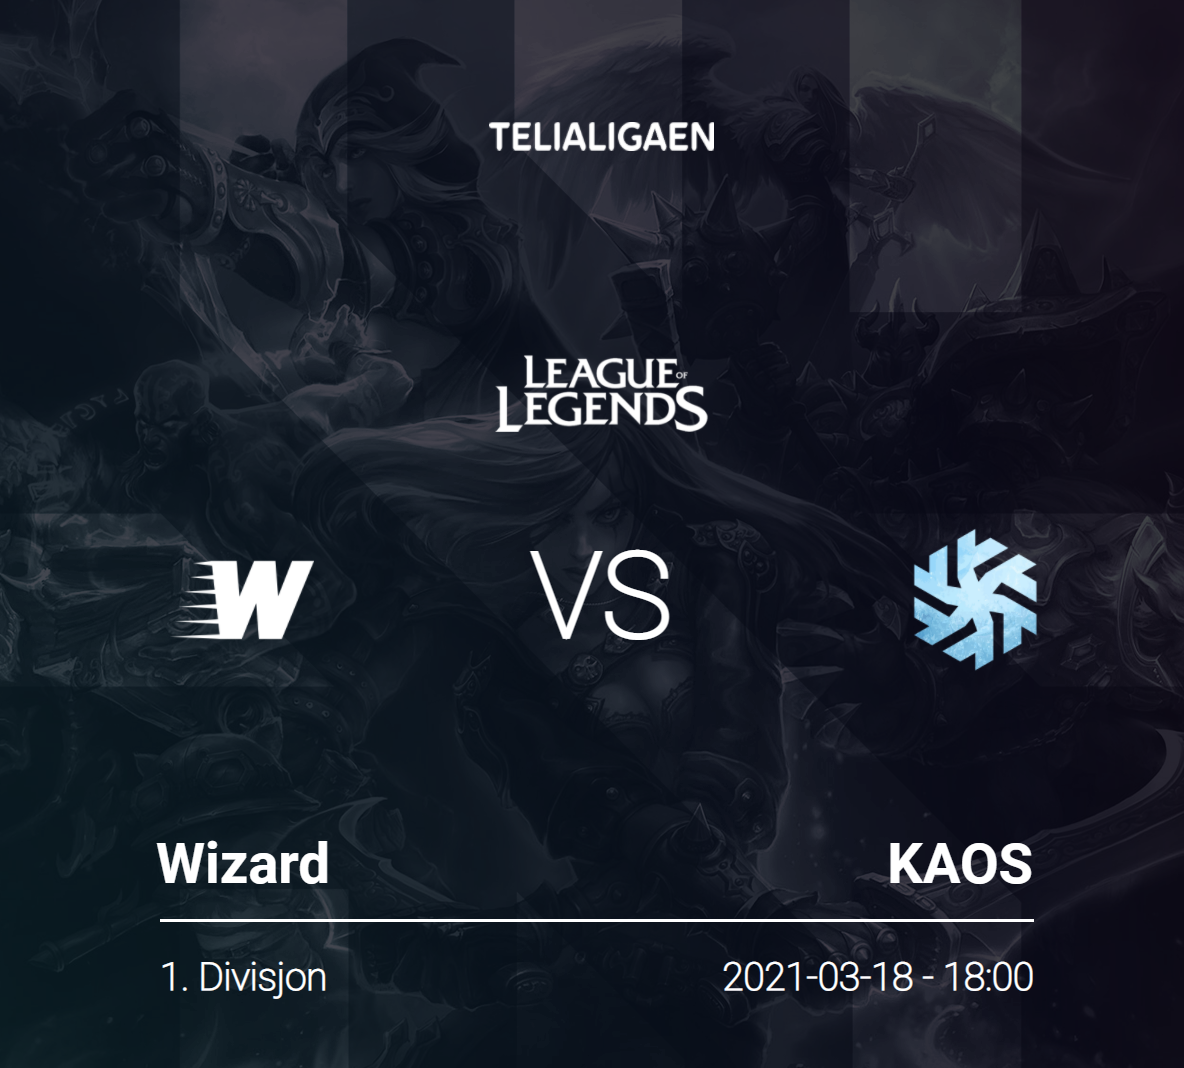 TELIALIGAEN
LEAGUE OF
LEGENDS
W
VS
Wizard
KAOS
1. Divisjon
2021-03-18 - 18:00